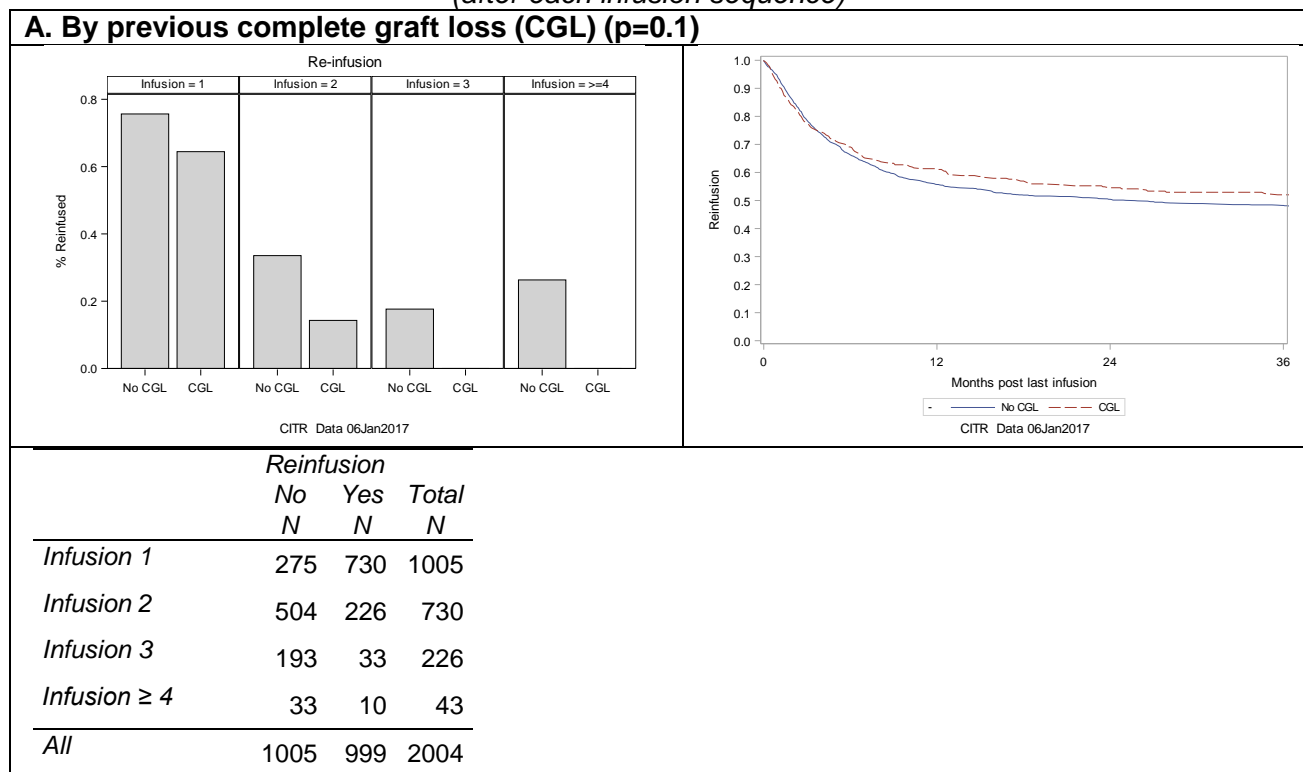 (after each infusion sequence)
A. By previous complete graft loss (CGL) (p=0.1)
Re-infusion
Infusion = 1 Infusion = 2 Infusion = 3 Infusion = >=4
% Reinfused
0.8
0.6
0.4
0.2
0.0
No CGL CGL No CGL CGL No CGL CGL No CGL CGL
CITR Data 06Jan2017
Reinfusion
1.0
0.9
0.8
0.7
0.6
0.5
0.4
0.3
0.2
0.1
0.0
0 12 24 36
Months post last infusion
- No CGL CGL
CITR Data 06Jan2017
Reinfusion
No Yes Total
N N N
Infusion 1 275 730 1005
Infusion 2 504 226 730
Infusion 3 193 33 226
Infusion ≥ 4 33 10 43
All 1005 999 2004